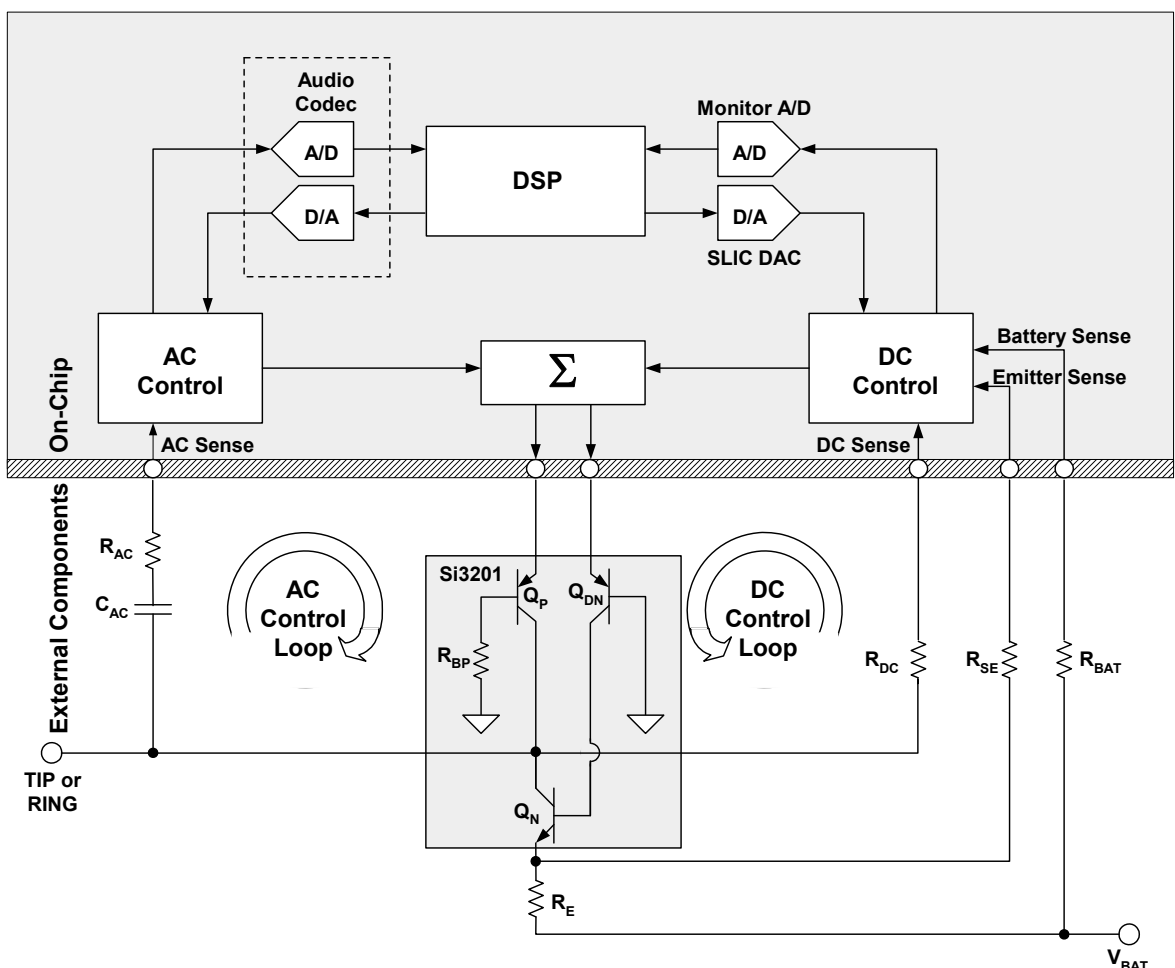 Audio
Codec
A/D
D/A
DSP
Monitor A/D
A/D
D/A
SLIC DAC
AC
Control
Σ
DC
Control
Battery Sense
Emitter Sense
AC Sense
DC Sense
On-Chip
External Components
R_AC
C_AC
AC
Control
Loop
Si3201
Q_P
Q_DN
R_BP
DC
Control
Loop
R_DC
R_SE
R_BAT
TIP or
RING
Q_N
R_E
V_BAT